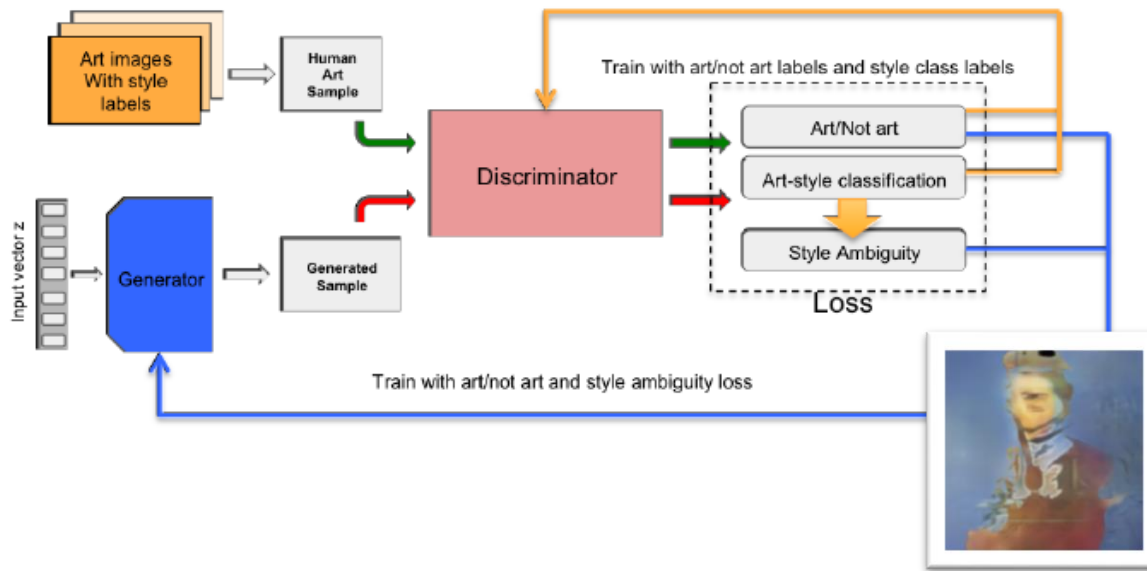 Art images
With style
labels
Human
Art
Sample
Train with art/not art labels and style class labels
Art/Not art
Discriminator
Art-style classification
Style Ambiguity
Loss
Input vector z
Generator
Generated
Sample
Train with art/not art and style ambiguity loss